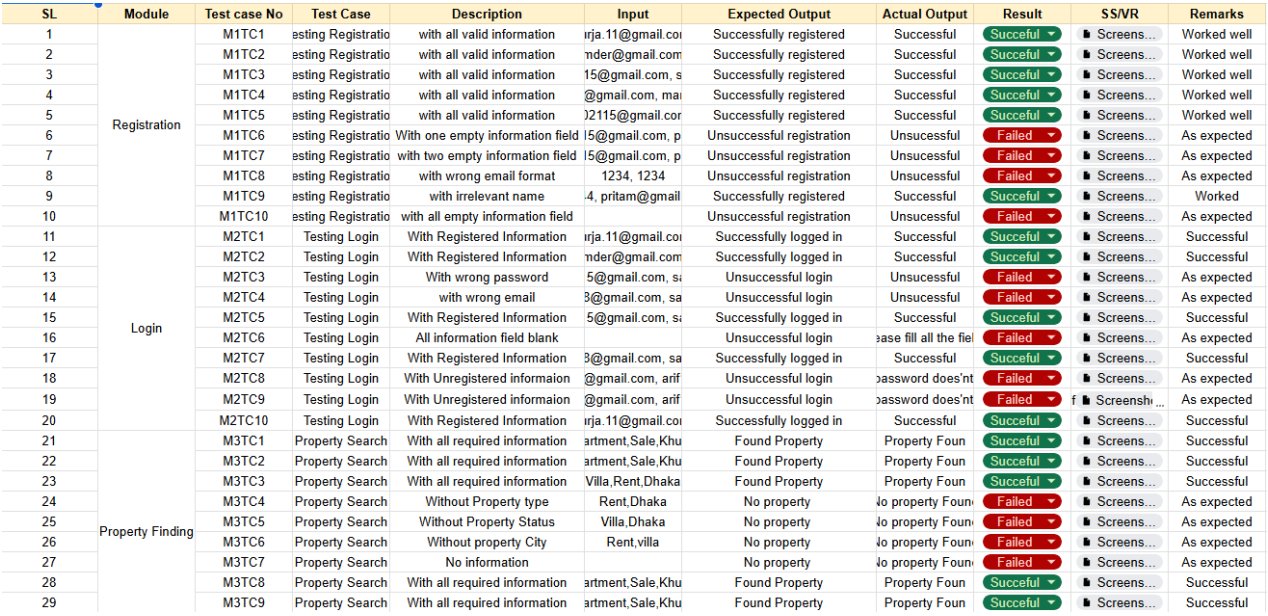 SL Module Test case No Test Case Description Input Expected Output Actual Output Result SS/VR Remarks
1 M1TC1 esting Registratio with all valid information rja.11@gmail.co Successfully registered Successful Succeful Screens... Worked well
2 M1TC2 esting Registratio with all valid information mder@gmail.com Successfully registered Successful Succeful Screens... Worked well
3 M1TC3 esting Registratio with all valid information 15@gmail.com, s Successfully registered Successful Succeful Screens... Worked well
4 M1TC4 esting Registratio with all valid information @gmail.com, ma Successfully registered Successful Succeful Screens... Worked well
5 M1TC5 esting Registratio with all valid information 02115@gmail.co Successfully registered Successful Succeful Screens... Worked well
Registration
6 M1TC6 esting Registratio With one empty information field 15@gmail.com, p Unsuccessful registration Unsucessful Failed Screens... As expected
7 M1TC7 esting Registratio with two empty information field 15@gmail.com, p Unsuccessful registration Unsucessful Failed Screens... As expected
8 M1TC8 esting Registratio with wrong email format 1234, 1234 Unsuccessful registration Unsucessful Failed Screens... As expected
9 M1TC9 esting Registratio with irrelevant name 4, pritam@gmail Successfully registered Successful Succeful Screens... Worked
10 M1TC10 esting Registratio with all empty information field Unsuccessful registration Unsucessful Failed Screens... As expected
11 M2TC1 Testing Login With Registered Information rja.11@gmail.co Successfully logged in Successful Succeful Screens... Successful
12 M2TC2 Testing Login With Registered Information mder@gmail.com Successfully logged in Successful Succeful Screens... Successful
13 M2TC3 Testing Login With wrong password 5@gmail.com, sa Unsuccessful login Unsucessful Failed Screens... As expected
14 M2TC4 Testing Login with wrong email 8@gmail.com, sa Unsuccessful login Unsucessful Failed Screens... As expected
15 M2TC5 Testing Login With Registered Information 5@gmail.com, sa Successfully logged in Successful Succeful Screens... Successful
Login
16 M2TC6 Testing Login All information field blank Unsuccessful login ease fill all the fiel Failed Screens... As expected
17 M2TC7 Testing Login With Registered Information 8@gmail.com, sa Successfully logged in Successful Succeful Screens... Successful
18 M2TC8 Testing Login With Unregistered informaion @gmail.com, arif Unsuccessful login password does'nt Failed Screens... As expected
19 M2TC9 Testing Login With Unregistered informaion @gmail.com, arif Unsuccessful login password does'nt Failed f Screensh... As expected
20 M2TC10 Testing Login With Registered Information rja.11@gmail.co Successfully logged in Successful Succeful Screens... Successful
21 M3TC1 Property Search With all required information artment,Sale,Khu Found Property Property Foun Succeful Screens... Successful
22 M3TC2 Property Search With all required information artment,Sale,Khu Found Property Property Foun Succeful Screens... Successful
23 M3TC3 Property Search With all required information Villa,Rent,Dhaka Found Property Property Foun Succeful Screens... Successful
24 M3TC4 Property Search Without Property type Rent,Dhaka No property No property Foun Failed Screens... As expected
25 M3TC5 Property Search Without Property Status Villa,Dhaka No property No property Foun Failed Screens... As expected
Property Finding
26 M3TC6 Property Search Without property City Rent,villa No property No property Foun Failed Screens... As expected
27 M3TC7 Property Search No information No property No property Foun Failed Screens... As expected
28 M3TC8 Property Search With all required information artment,Sale,Khu Found Property Property Foun Succeful Screens... Successful
29 M3TC9 Property Search With all required information artment,Sale,Khu Found Property Property Foun Succeful Screens... Successful